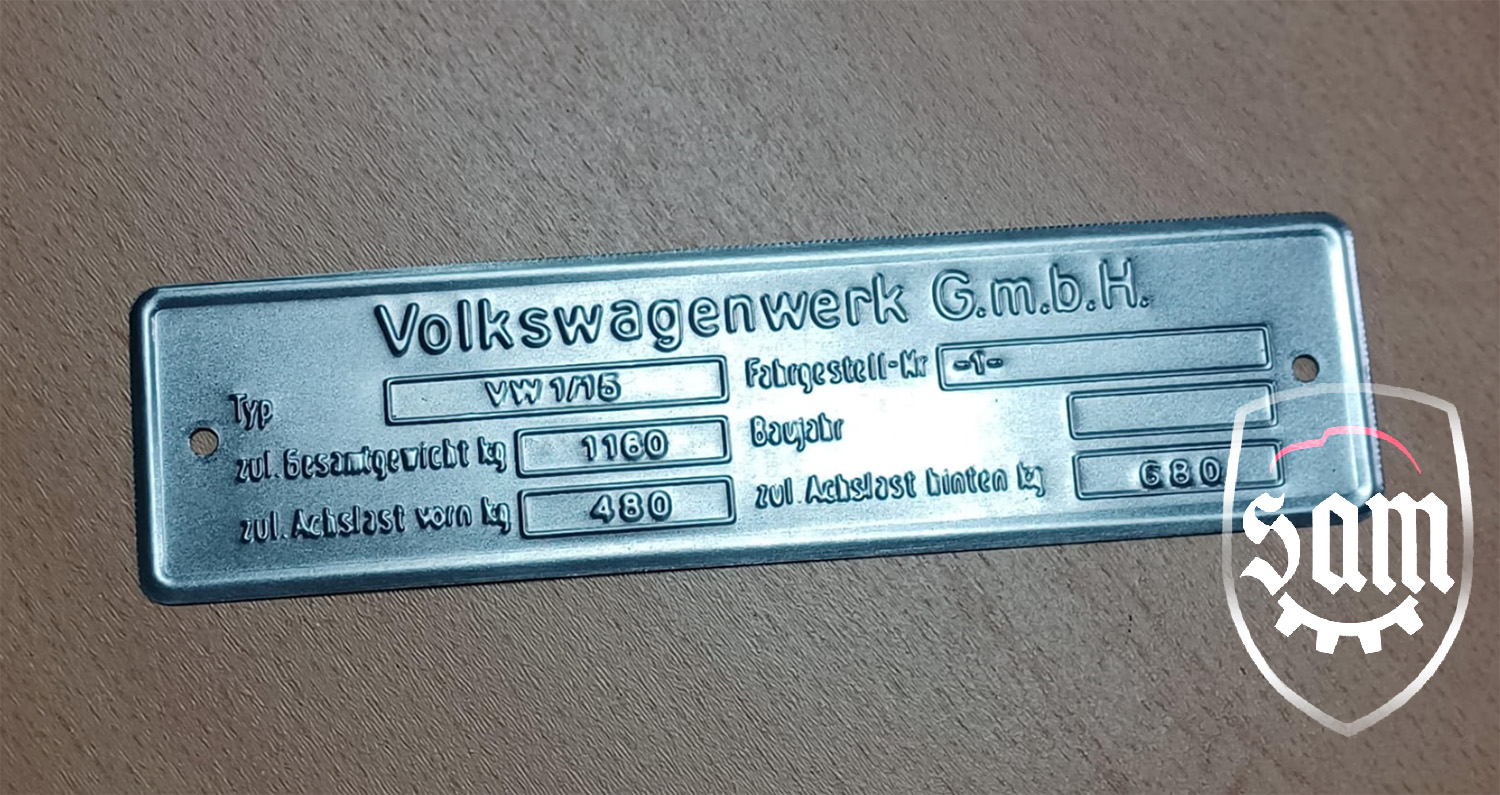 Volkswagenwerk G.m.b.H.
Typ VW 1/15 Fahrgestell-Nr -1-
zul. Gesamtgewicht kg 1160 Baujahr
zul. Achslast vorn kg 480 zul. Achslast hinten kg 680
sam